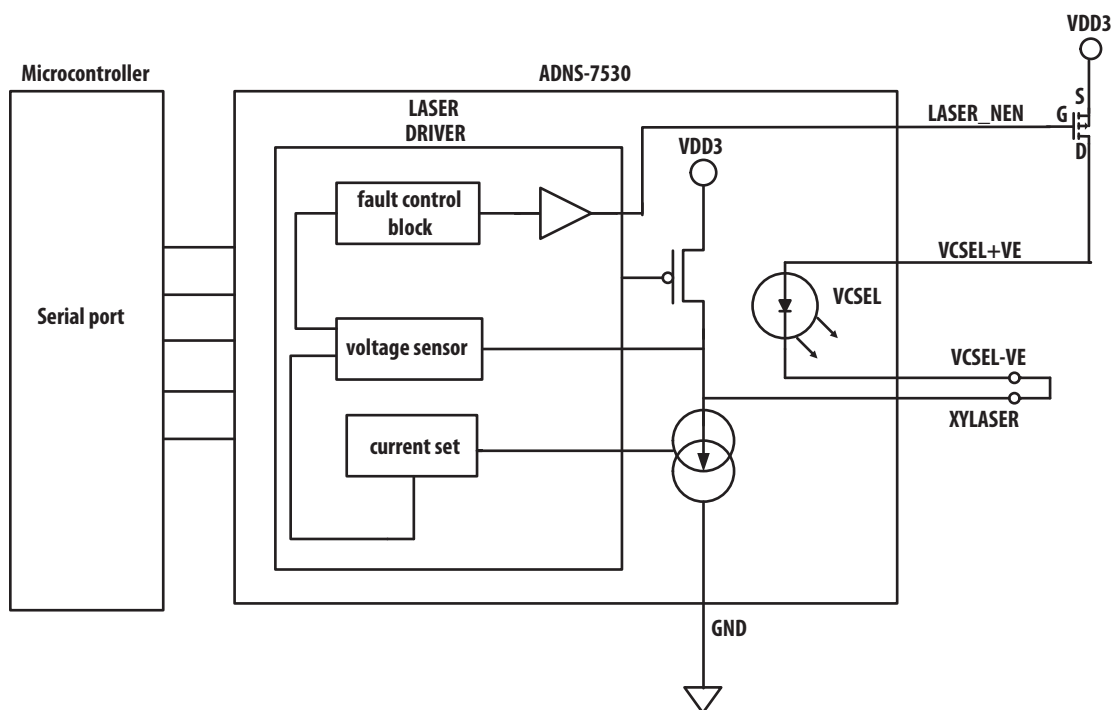 VDD3
Microcontroller
ADNS-7530
LASER
DRIVER
LASER_NEN
S
G
D
VDD3
fault control
block
VCSEL+VE
VCSEL
Serial port
voltage sensor
VCSEL-VE
XYLASER
current set
GND